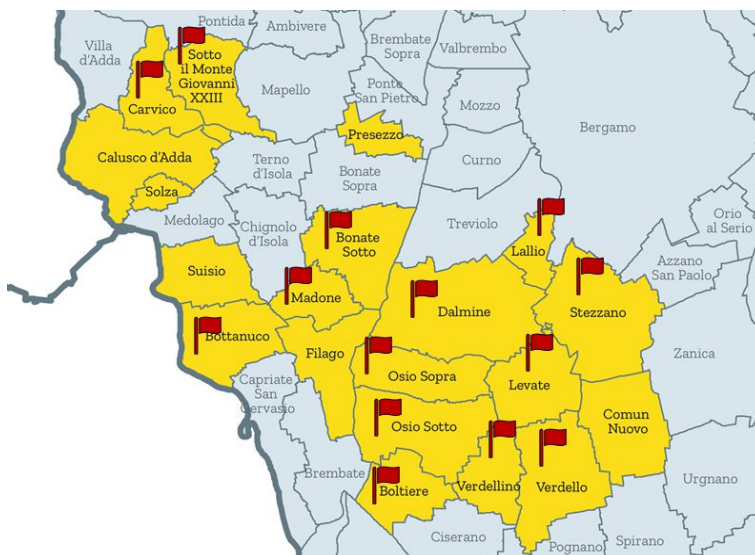 Pontida
Ambivere
Villa
d'Adda
Sotto
il Monte
Giovanni
XXIII
Brembate
Sopra
Valbrembo
Carvico
Mapello
Ponte
San Pietro
Mozzo
Bergamo
Presezzo
Calusco d'Adda
Terno
d'Isola
Bonate
Sopra
Curno
Solza
Medolago
Chignolo
d'Isola
Treviolo
Orio
al Serio
Bonate
Sotto
Lallio
Azzano
San Paolo
Suisio
Madone
Dalmine
Stezzano
Bottanuco
Filago
Zanica
Osio Sopra
Levate
Capriate
San
Gervasio
Comun
Nuovo
Osio Sotto
Brembate
Boltiere
Verdellino
Verdello
Urgnano
Ciserano
Pognano
Spirano